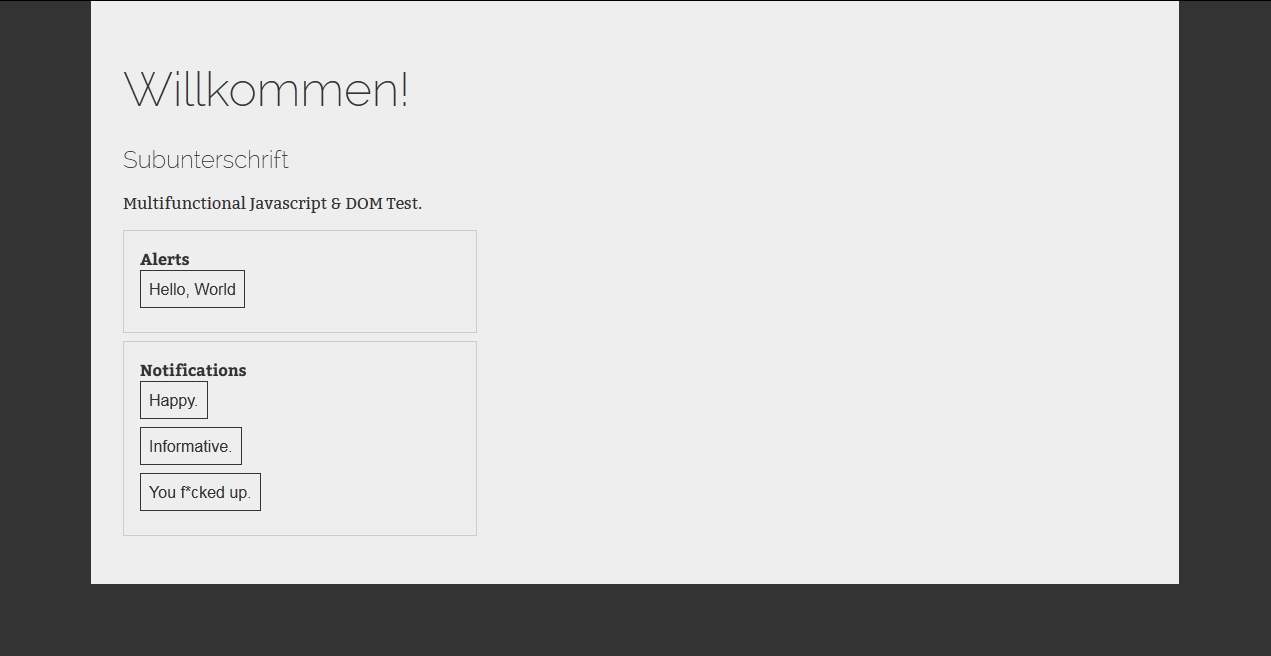 Willkommen!
Subunterschrift
Multifunctional Javascript & DOM Test.
Alerts
Hello, World
Notifications
Happy.
Informative.
You f*cked up.